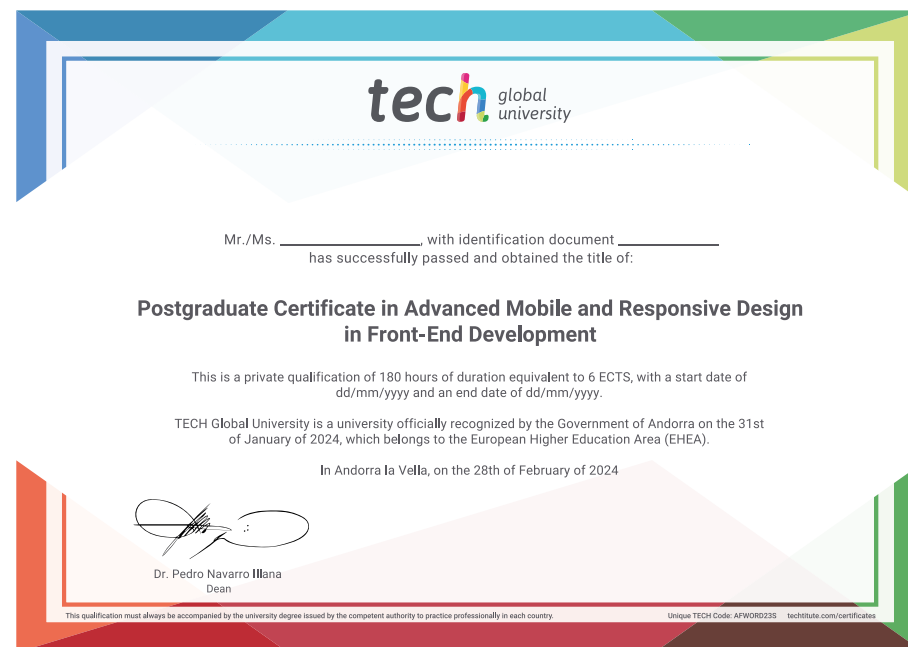 tech global
university
Mr./Ms. ____________________, with identification document ______________
has successfully passed and obtained the title of:
Postgraduate Certificate in Advanced Mobile and Responsive Design
in Front-End Development
This is a private qualification of 180 hours of duration equivalent to 6 ECTS, with a start date of
dd/mm/yyyy and an end date of dd/mm/yyyy.
TECH Global University is a university officially recognized by the Government of Andorra on the 31st
of January of 2024, which belongs to the European Higher Education Area (EHEA).
In Andorra la Vella, on the 28th of February of 2024
Dr. Pedro Navarro Illana
Dean
This qualification must always be accompanied by the university degree issued by the competent authority to practice professionally in each country.
Unique TECH Code: AFWORD23S techtitute.com/certificates